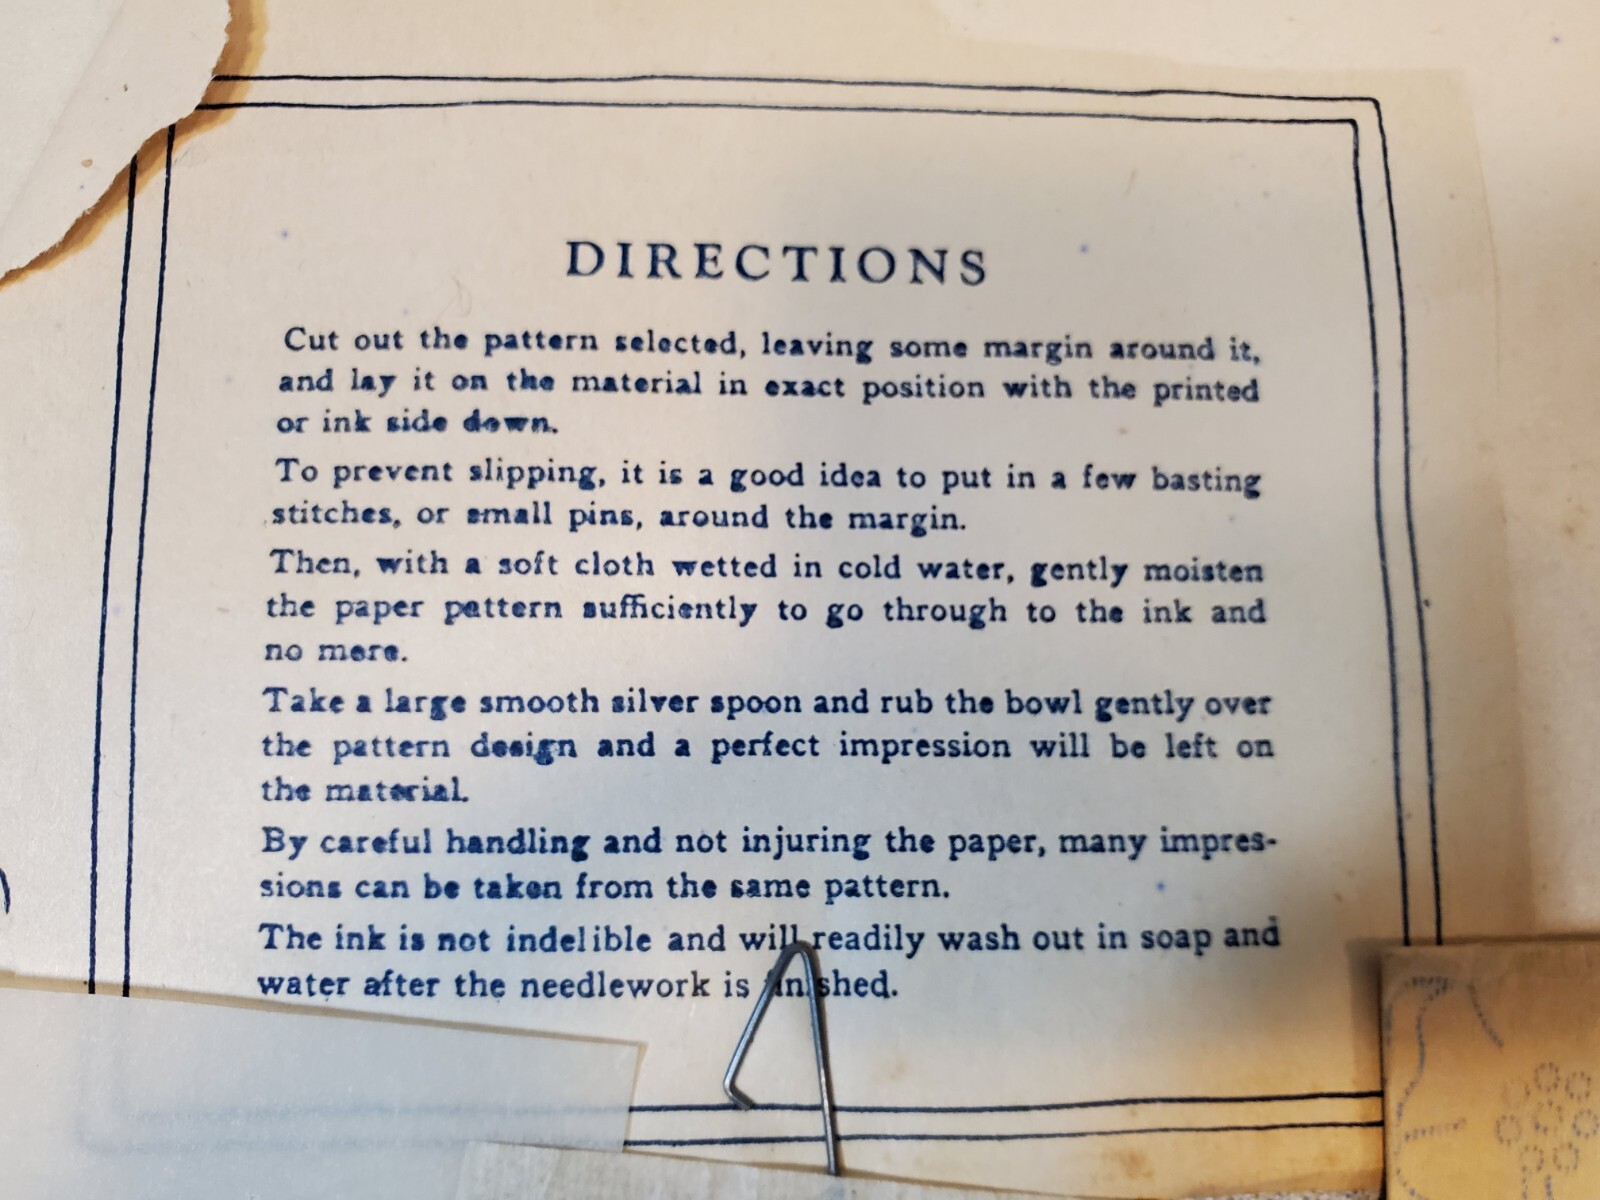 DIRECTIONS
Cut out the pattern selected, leaving some margin around it,
and lay it on the material in exact position with the printed
or ink side down.
To prevent slipping, it is a good idea to put in a few basting
stitches, or small pins, around the margin.
Then, with a soft cloth wetted in cold water, gently moisten
the paper pattern sufficiently to go through to the ink and
no more.
Take a large smooth silver spoon and rub the bowl gently over
the pattern design and a perfect impression will be left on
the material.
By careful handling and not injuring the paper, many impres-
sions can be taken from the same pattern.
The ink is not indelible and will readily wash out in soap and
water after the needlework is finished.